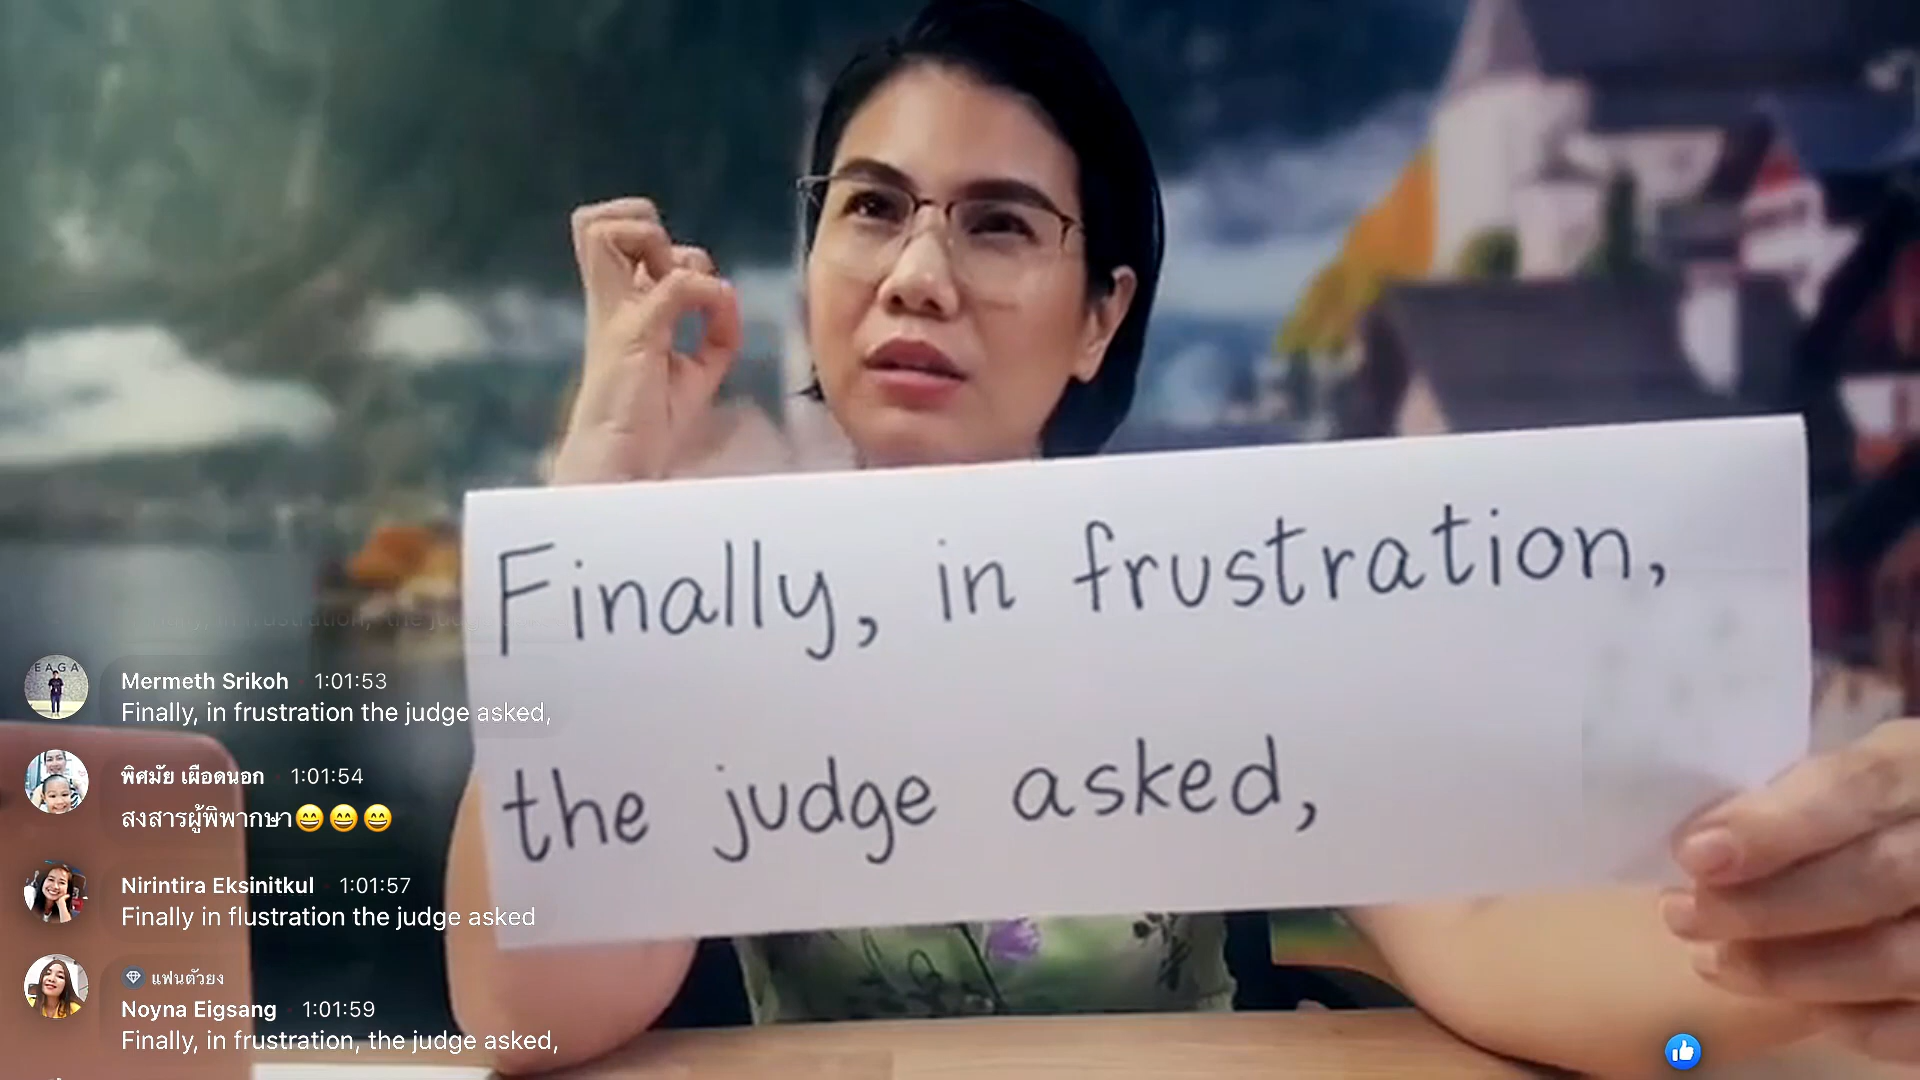 Finally, in frustration,
the judge asked,
EAGA
Mermeth Srikoh 1:01:53
Finally, in frustration the judge asked,
พิศมัย เผือดนอก 1:01:54
สงสารผู้พิพากษา😄😄😄
Nirintira Eksinitkul 1:01:57
Finally in flustration the judge asked
แฟนตัวยง
Noyna Eigsang 1:01:59
Finally, in frustration, the judge asked,